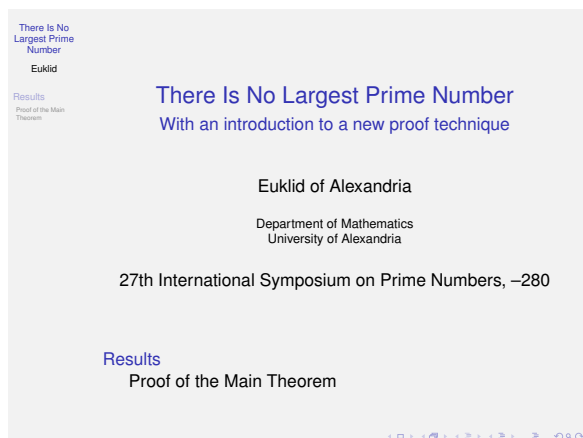 There Is No
Largest Prime
Number
Euklid
Results
Proof of the Main
Theorem
There Is No Largest Prime Number
With an introduction to a new proof technique
Euklid of Alexandria
Department of Mathematics
University of Alexandria
27th International Symposium on Prime Numbers, –280
Results
Proof of the Main Theorem